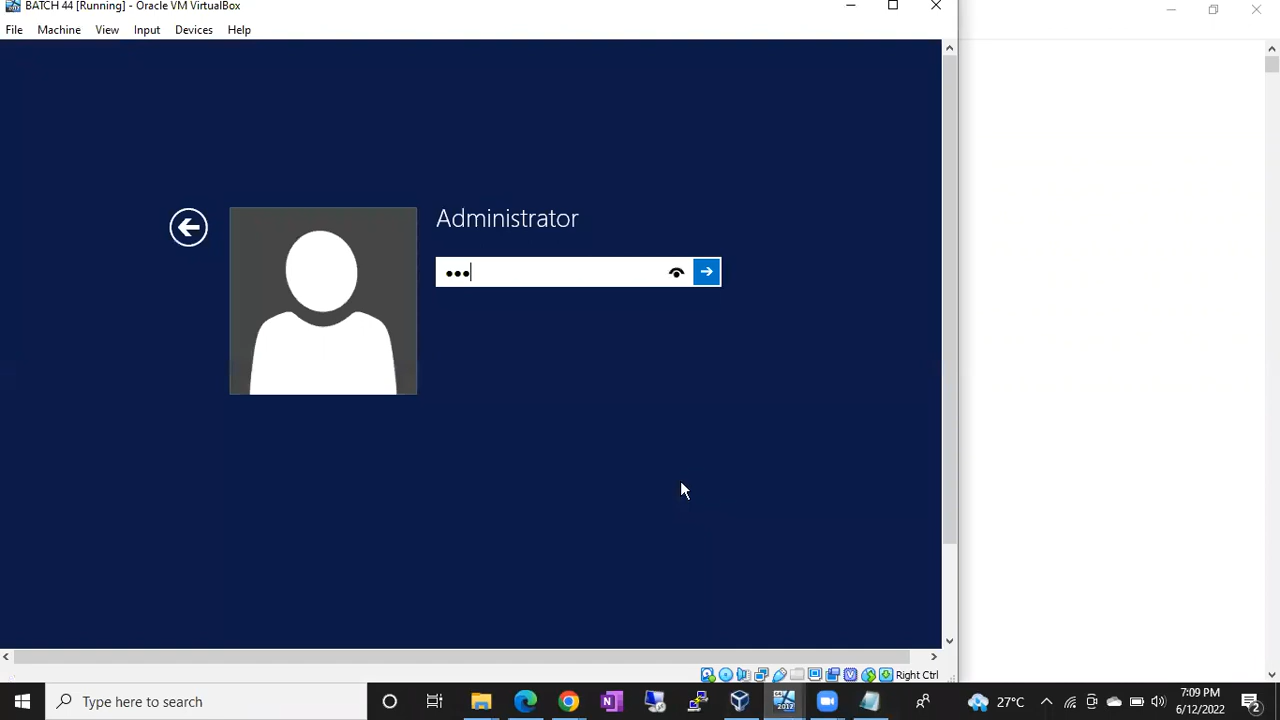 BATCH 44 [Running] - Oracle VM VirtualBox
File Machine View Input Devices Help
Administrator
Right Ctrl
Type here to search
27°C
7:09 PM
6/12/2022
2